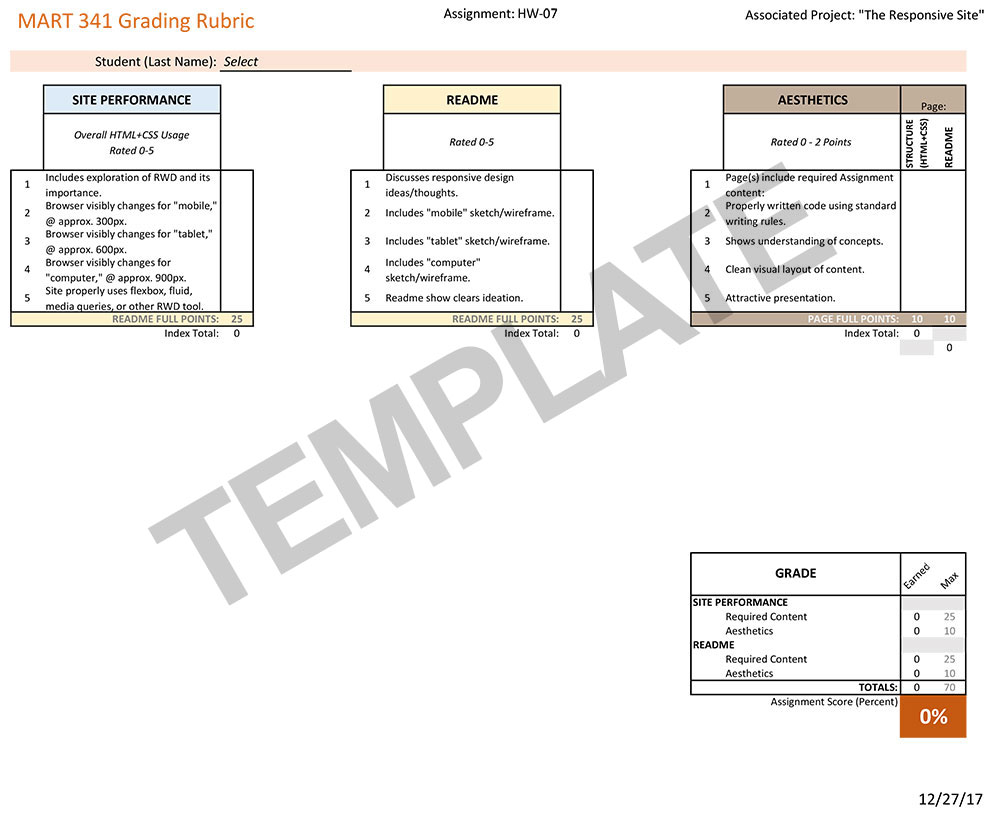 MART 341 Grading Rubric
Assignment: HW-07
Associated Project: "The Responsive Site"
Student (Last Name): Select
SITE PERFORMANCE
Overall HTML+CSS Usage
Rated 0-5
1 Includes exploration of RWD and its
importance.
2 Browser visibly changes for "mobile,"
@ approx. 300px.
3 Browser visibly changes for "tablet,"
@ approx. 600px.
4 Browser visibly changes for
"computer," @ approx. 900px.
5 Site properly uses flexbox, fluid,
media queries, or other RWD tool.
README FULL POINTS: 25
Index Total: 0
README
Rated 0-5
1 Discusses responsive design
ideas/thoughts.
2 Includes "mobile" sketch/wireframe.
3 Includes "tablet" sketch/wireframe.
4 Includes "computer"
sketch/wireframe.
5 Readme show clears ideation.
README FULL POINTS: 25
Index Total: 0
AESTHETICS
Page:
Rated 0 - 2 Points
STRUCTURE
(HTML+CSS)
README
1 Page(s) include required Assignment
content:
2 Properly written code using standard
writing rules.
3 Shows understanding of concepts.
4 Clean visual layout of content.
5 Attractive presentation.
PAGE FULL POINTS: 10 10
Index Total: 0
0
TEMPLATE
GRADE Earned Max
SITE PERFORMANCE
Required Content 0 25
Aesthetics 0 10
README
Required Content 0 25
Aesthetics 0 10
TOTALS: 0 70
Assignment Score (Percent)
0%
12/27/17